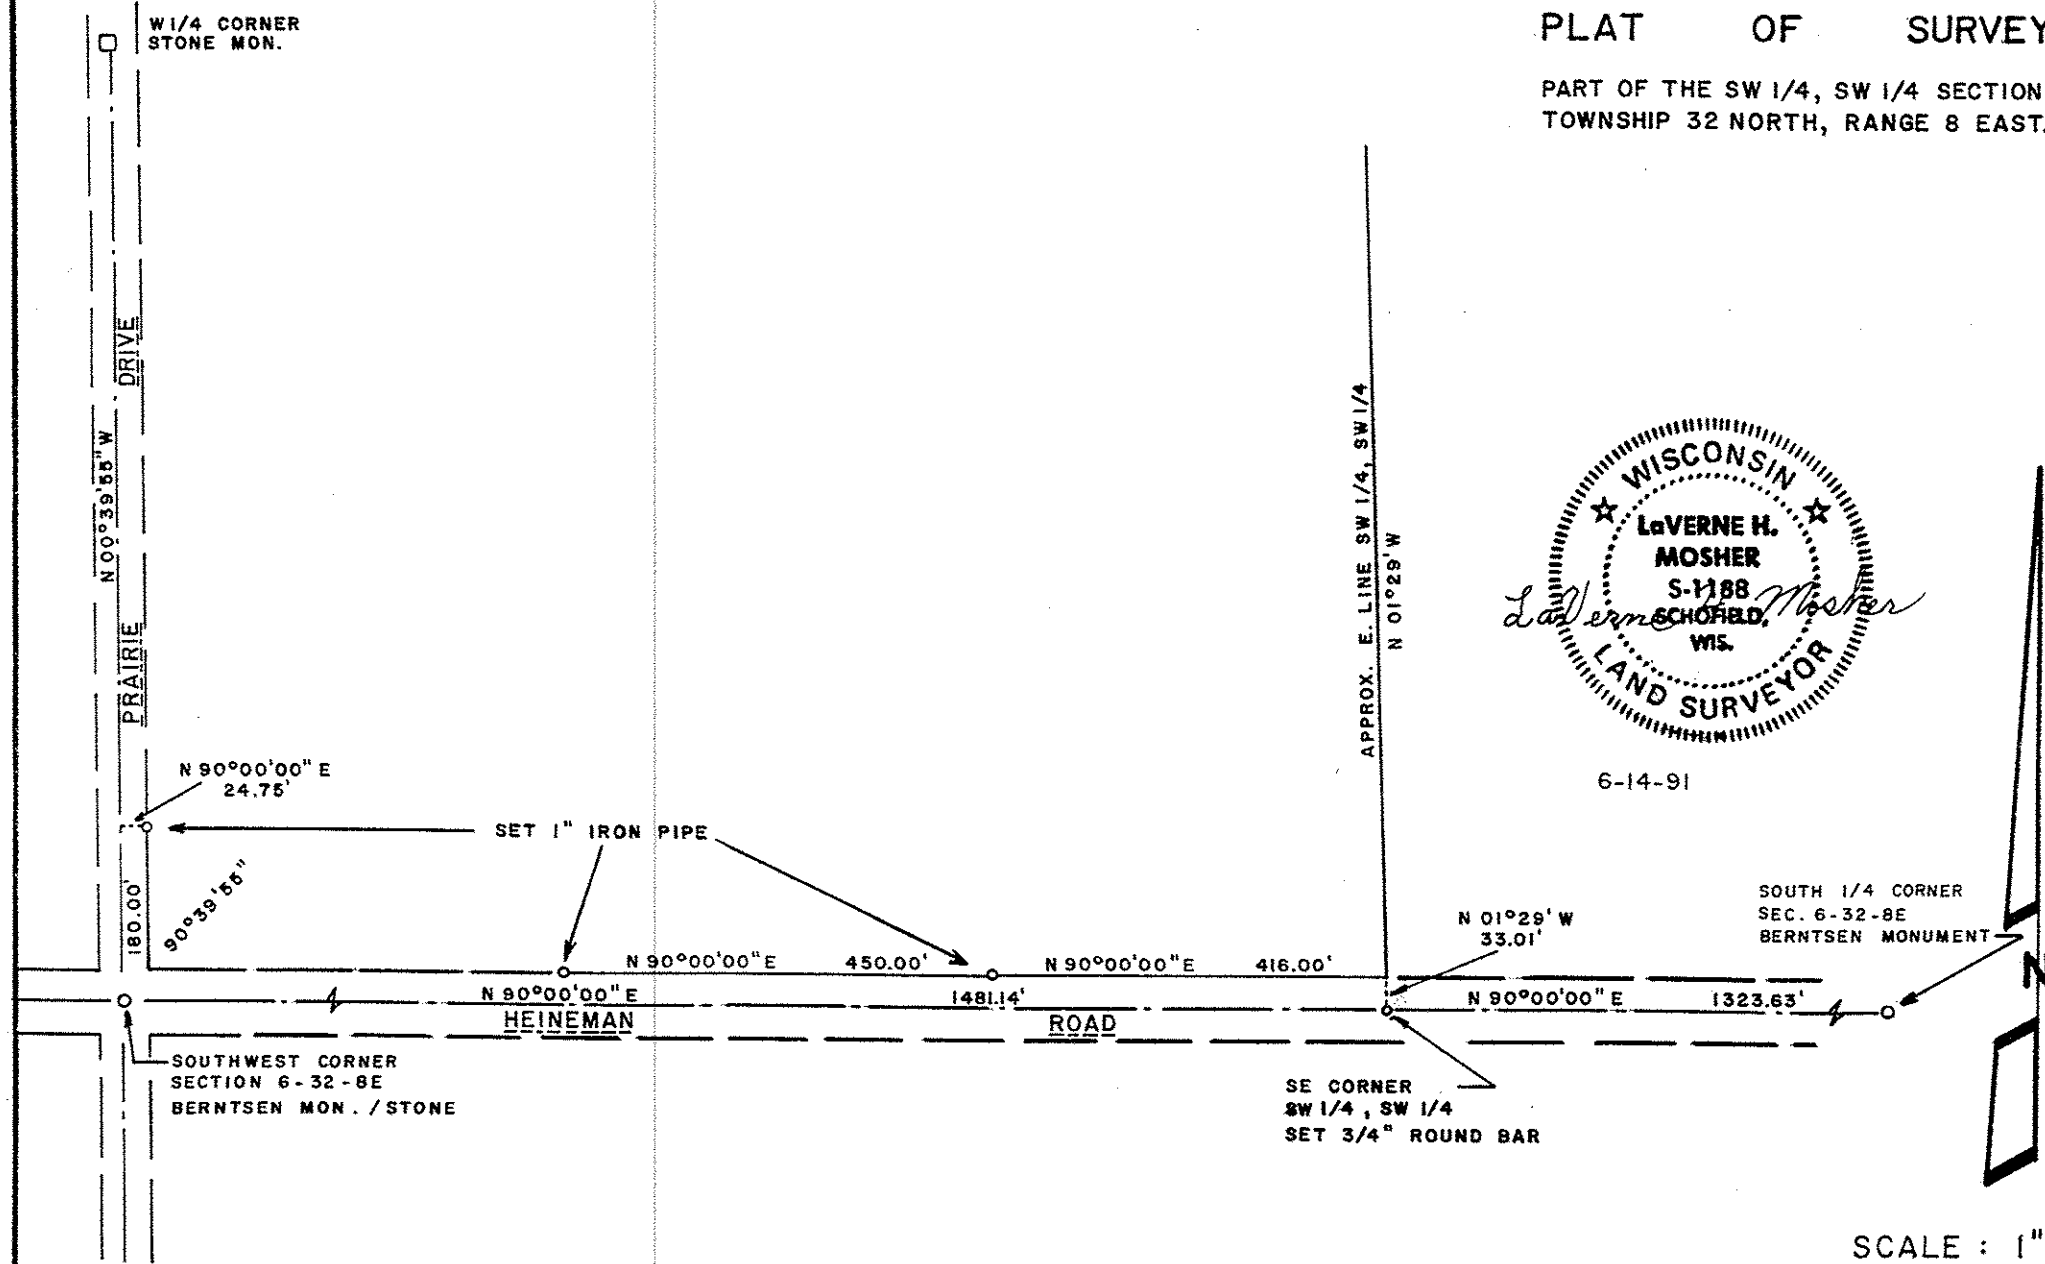 W 1/4 CORNER
STONE MON.
PLAT OF SURVEY
PART OF THE SW 1/4, SW 1/4 SECTION
TOWNSHIP 32 NORTH, RANGE 8 EAST.
PRAIRIE DRIVE
N 00°39'55" W
APPROX. E. LINE SW 1/4, SW 1/4
N 01°29' W
WISCONSIN
LaVERNE H.
MOSHER
S-1188
SCHOFIELD,
WIS.
LAND SURVEYOR
LaVerne H. Mosher
6-14-91
N 90°00'00" E
24.75'
SET 1" IRON PIPE
180.00'
90°39'55"
N 90°00'00" E 450.00'
N 90°00'00" E 416.00'
N 01°29' W
33.01'
SOUTH 1/4 CORNER
SEC. 6-32-8E
BERNTSEN MONUMENT
N
N 90°00'00" E 1481.14'
N 90°00'00" E 1323.63'
HEINEMAN ROAD
SOUTHWEST CORNER
SECTION 6-32-8E
BERNTSEN MON. / STONE
SE CORNER
SW 1/4, SW 1/4
SET 3/4" ROUND BAR
SCALE : 1"